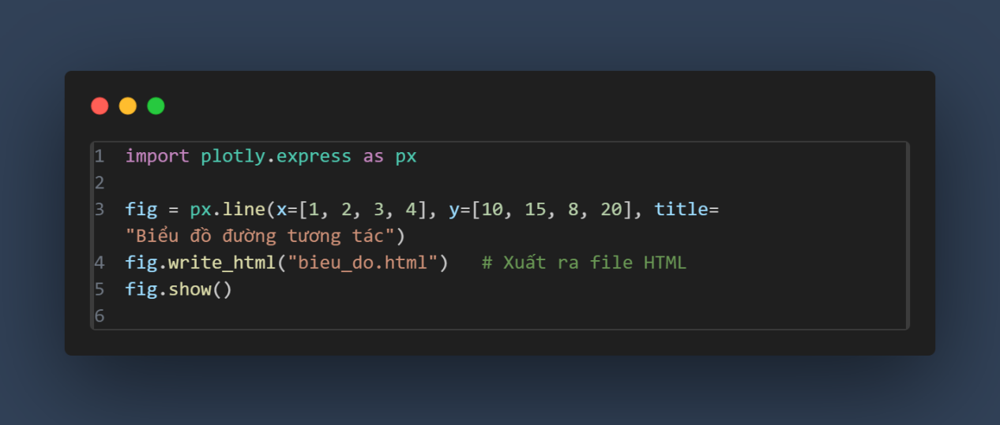 1 import plotly.express as px
2
3 fig = px.line(x=[1, 2, 3, 4], y=[10, 15, 8, 20], title=
"Biểu đồ đường tương tác")
4 fig.write_html("bieu_do.html")   # Xuất ra file HTML
5 fig.show()
6